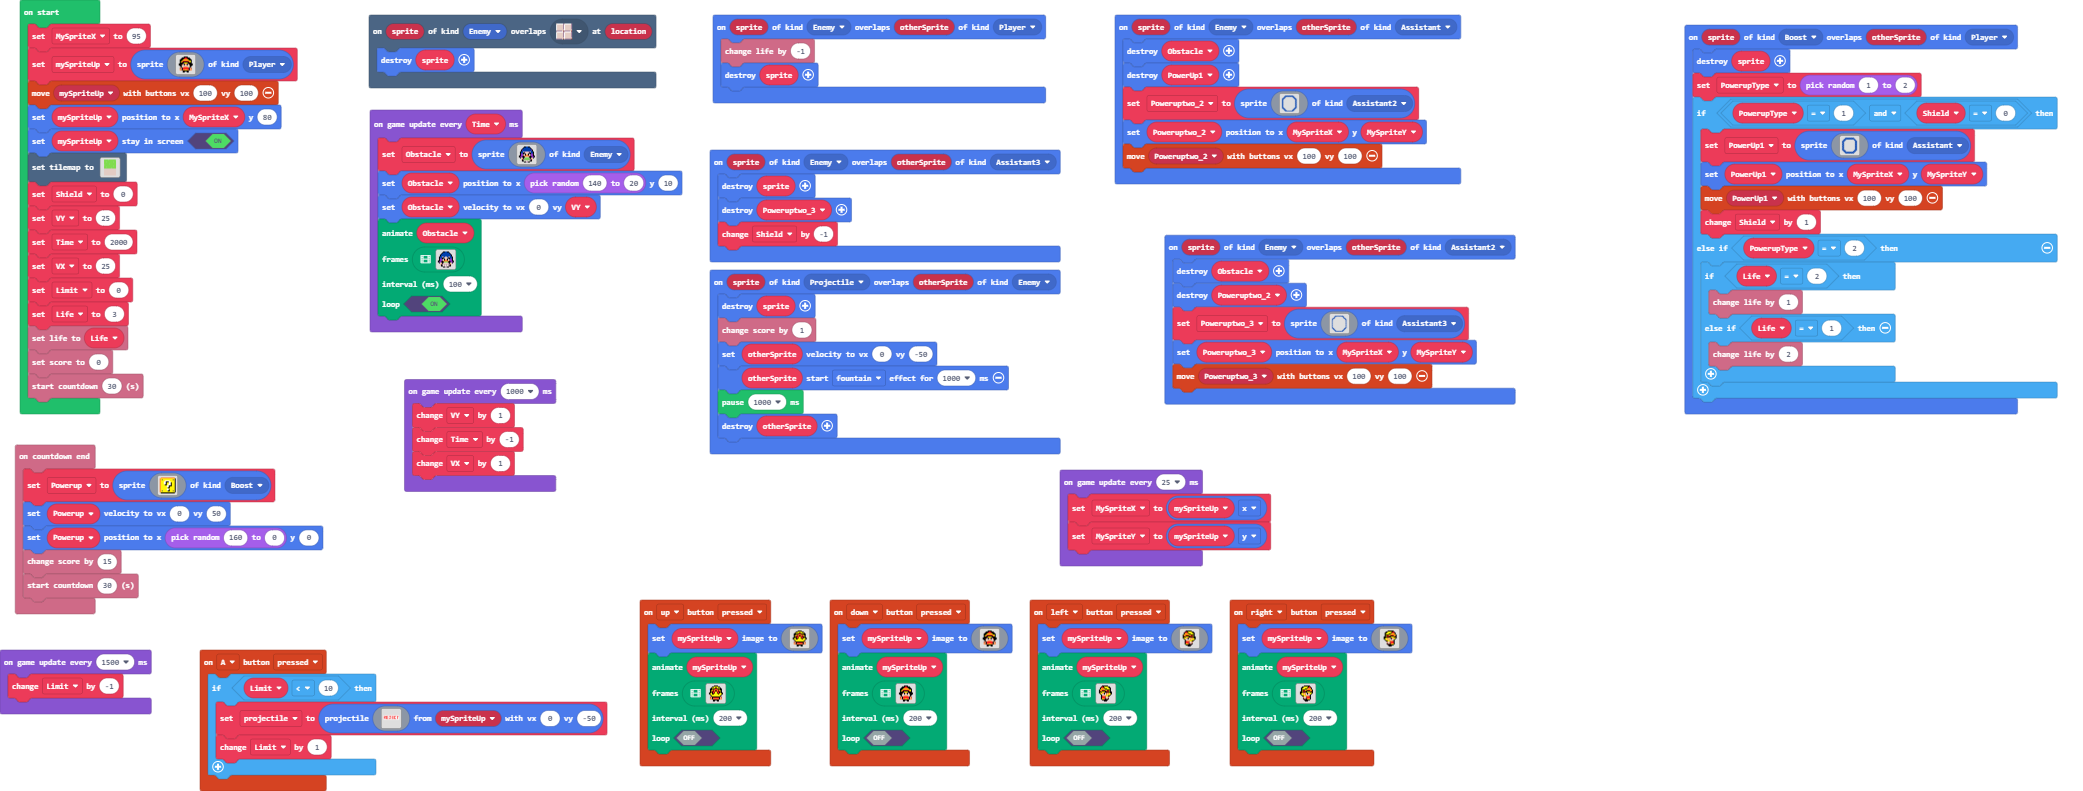 on start
set MySpriteX to 95
set mySpriteUp to sprite of kind Player
move mySpriteUp with buttons vx 100 vy 100
set mySpriteUp position to x MySpriteX y 80
set mySpriteUp stay in screen ON
set tilemap to
set Shield to 0
set VY to 25
set Time to 2000
set VX to 25
set Limit to 0
set Life to 3
set life to Life
set score to 0
start countdown 30 (s)
on countdown end
set Powerup to sprite of kind Boost
set Powerup velocity to vx 0 vy 50
set Powerup position to x pick random 160 to 0 y 0
change score by 15
start countdown 30 (s)
on game update every 1500 ms
change Limit by -1
on A button pressed
if Limit < 10 then
set projectile to projectile from mySpriteUp with vx 0 vy -50
change Limit by 1
on sprite of kind Enemy overlaps at location
destroy sprite
on game update every Time ms
set Obstacle to sprite of kind Enemy
set Obstacle position to x pick random 140 to 20 y 10
set Obstacle velocity to vx 0 vy VY
animate Obstacle
frames
interval (ms) 100
loop ON
on game update every 1000 ms
change VY by 1
change Time by -1
change VX by 1
on sprite of kind Enemy overlaps otherSprite of kind Player
change life by -1
destroy sprite
on sprite of kind Enemy overlaps otherSprite of kind Assistant3
destroy sprite
destroy Poweruptwo_3
change Shield by -1
on sprite of kind Projectile overlaps otherSprite of kind Enemy
destroy sprite
change score by 1
set otherSprite velocity to vx 0 vy -50
otherSprite start fountain effect for 1000 ms
pause 1000 ms
destroy otherSprite
on sprite of kind Enemy overlaps otherSprite of kind Assistant
destroy Obstacle
destroy PowerUp1
set Poweruptwo_2 to sprite of kind Assistant2
set Poweruptwo_2 position to x MySpriteX y MySpriteY
move Poweruptwo_2 with buttons vx 100 vy 100
on sprite of kind Enemy overlaps otherSprite of kind Assistant2
destroy Obstacle
destroy Poweruptwo_2
set Poweruptwo_3 to sprite of kind Assistant3
set Poweruptwo_3 position to x MySpriteX y MySpriteY
move Poweruptwo_3 with buttons vx 100 vy 100
on game update every 25 ms
set MySpriteX to mySpriteUp x
set MySpriteY to mySpriteUp y
on up button pressed
set mySpriteUp image to
animate mySpriteUp
frames
interval (ms) 200
loop OFF
on down button pressed
set mySpriteUp image to
animate mySpriteUp
frames
interval (ms) 200
loop OFF
on left button pressed
set mySpriteUp image to
animate mySpriteUp
frames
interval (ms) 200
loop OFF
on right button pressed
set mySpriteUp image to
animate mySpriteUp
frames
interval (ms) 200
loop OFF
on sprite of kind Boost overlaps otherSprite of kind Player
destroy sprite
set PowerupType to pick random 1 to 2
if PowerupType = 1 and Shield = 0 then
set PowerUp1 to sprite of kind Assistant
set PowerUp1 position to x MySpriteX y MySpriteY
move PowerUp1 with buttons vx 100 vy 100
change Shield by 1
else if PowerupType = 2 then
if Life = 2 then
change life by 1
else if Life = 1 then
change life by 2